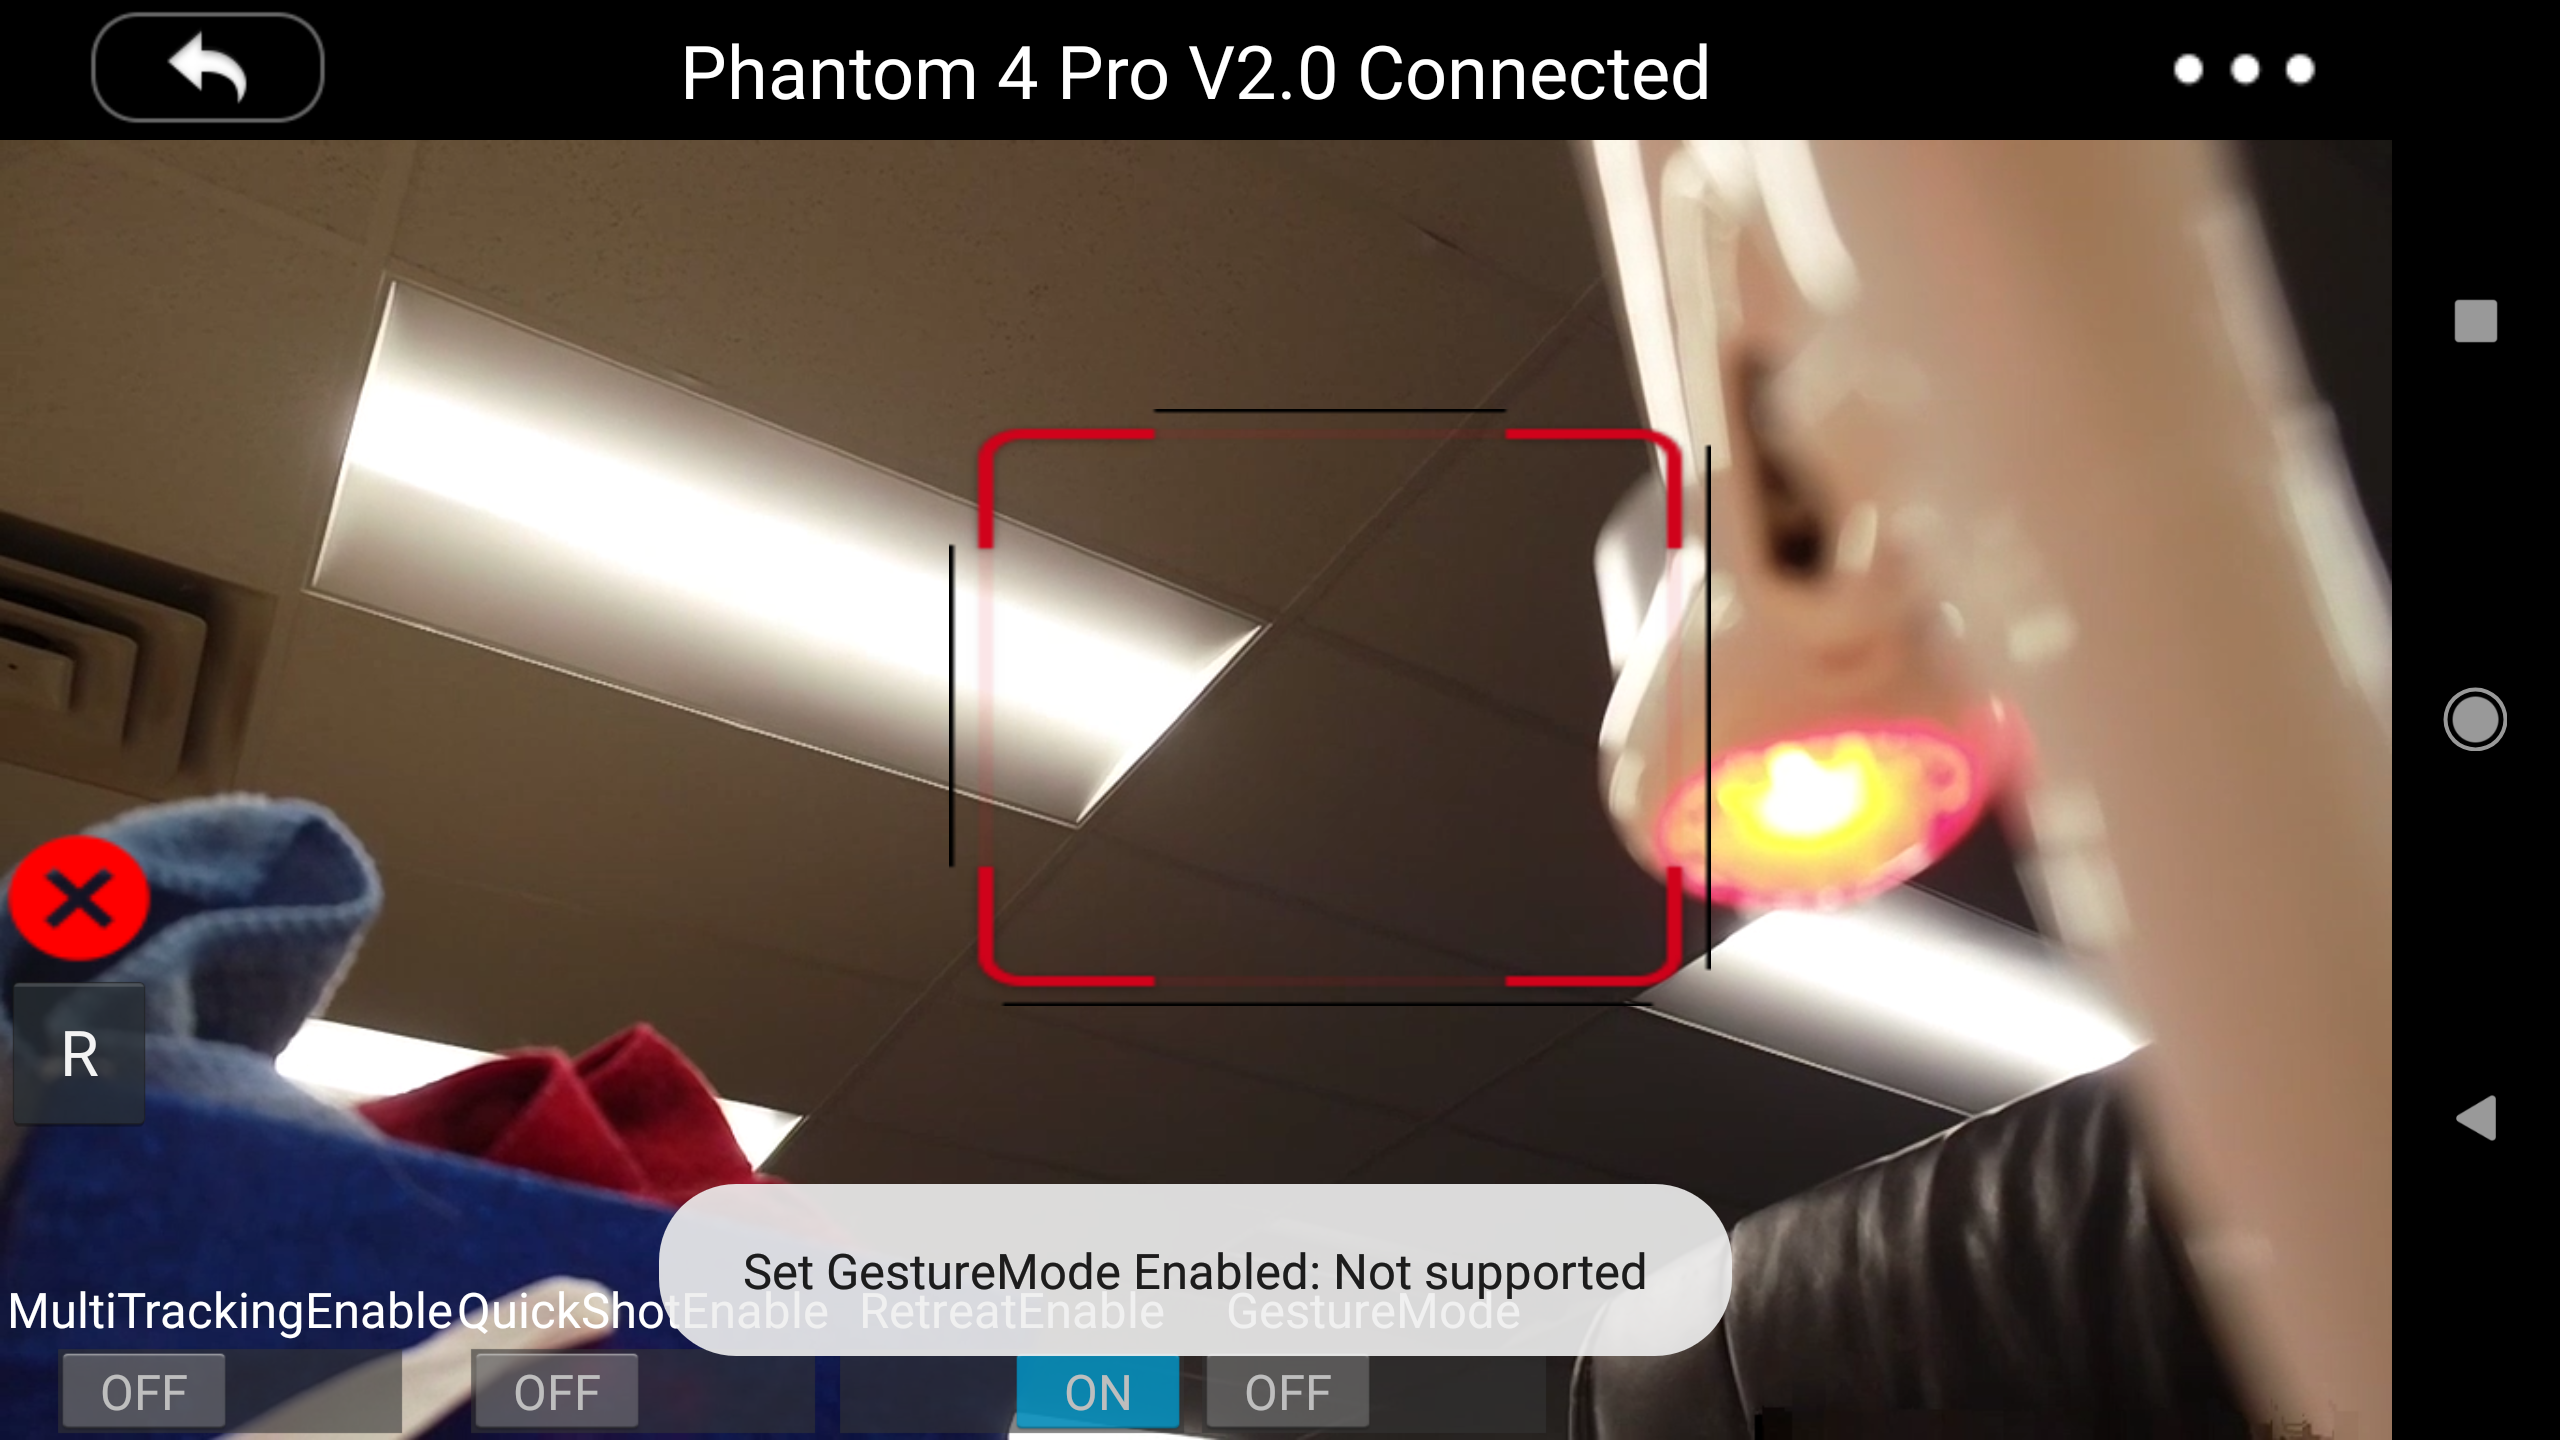 Phantom 4 Pro V2.0 Connected
R
Set GestureMode Enabled: Not supported
MultiTrackingEnable QuickShotEnable RetreatEnable GestureMode
OFF OFF ON OFF